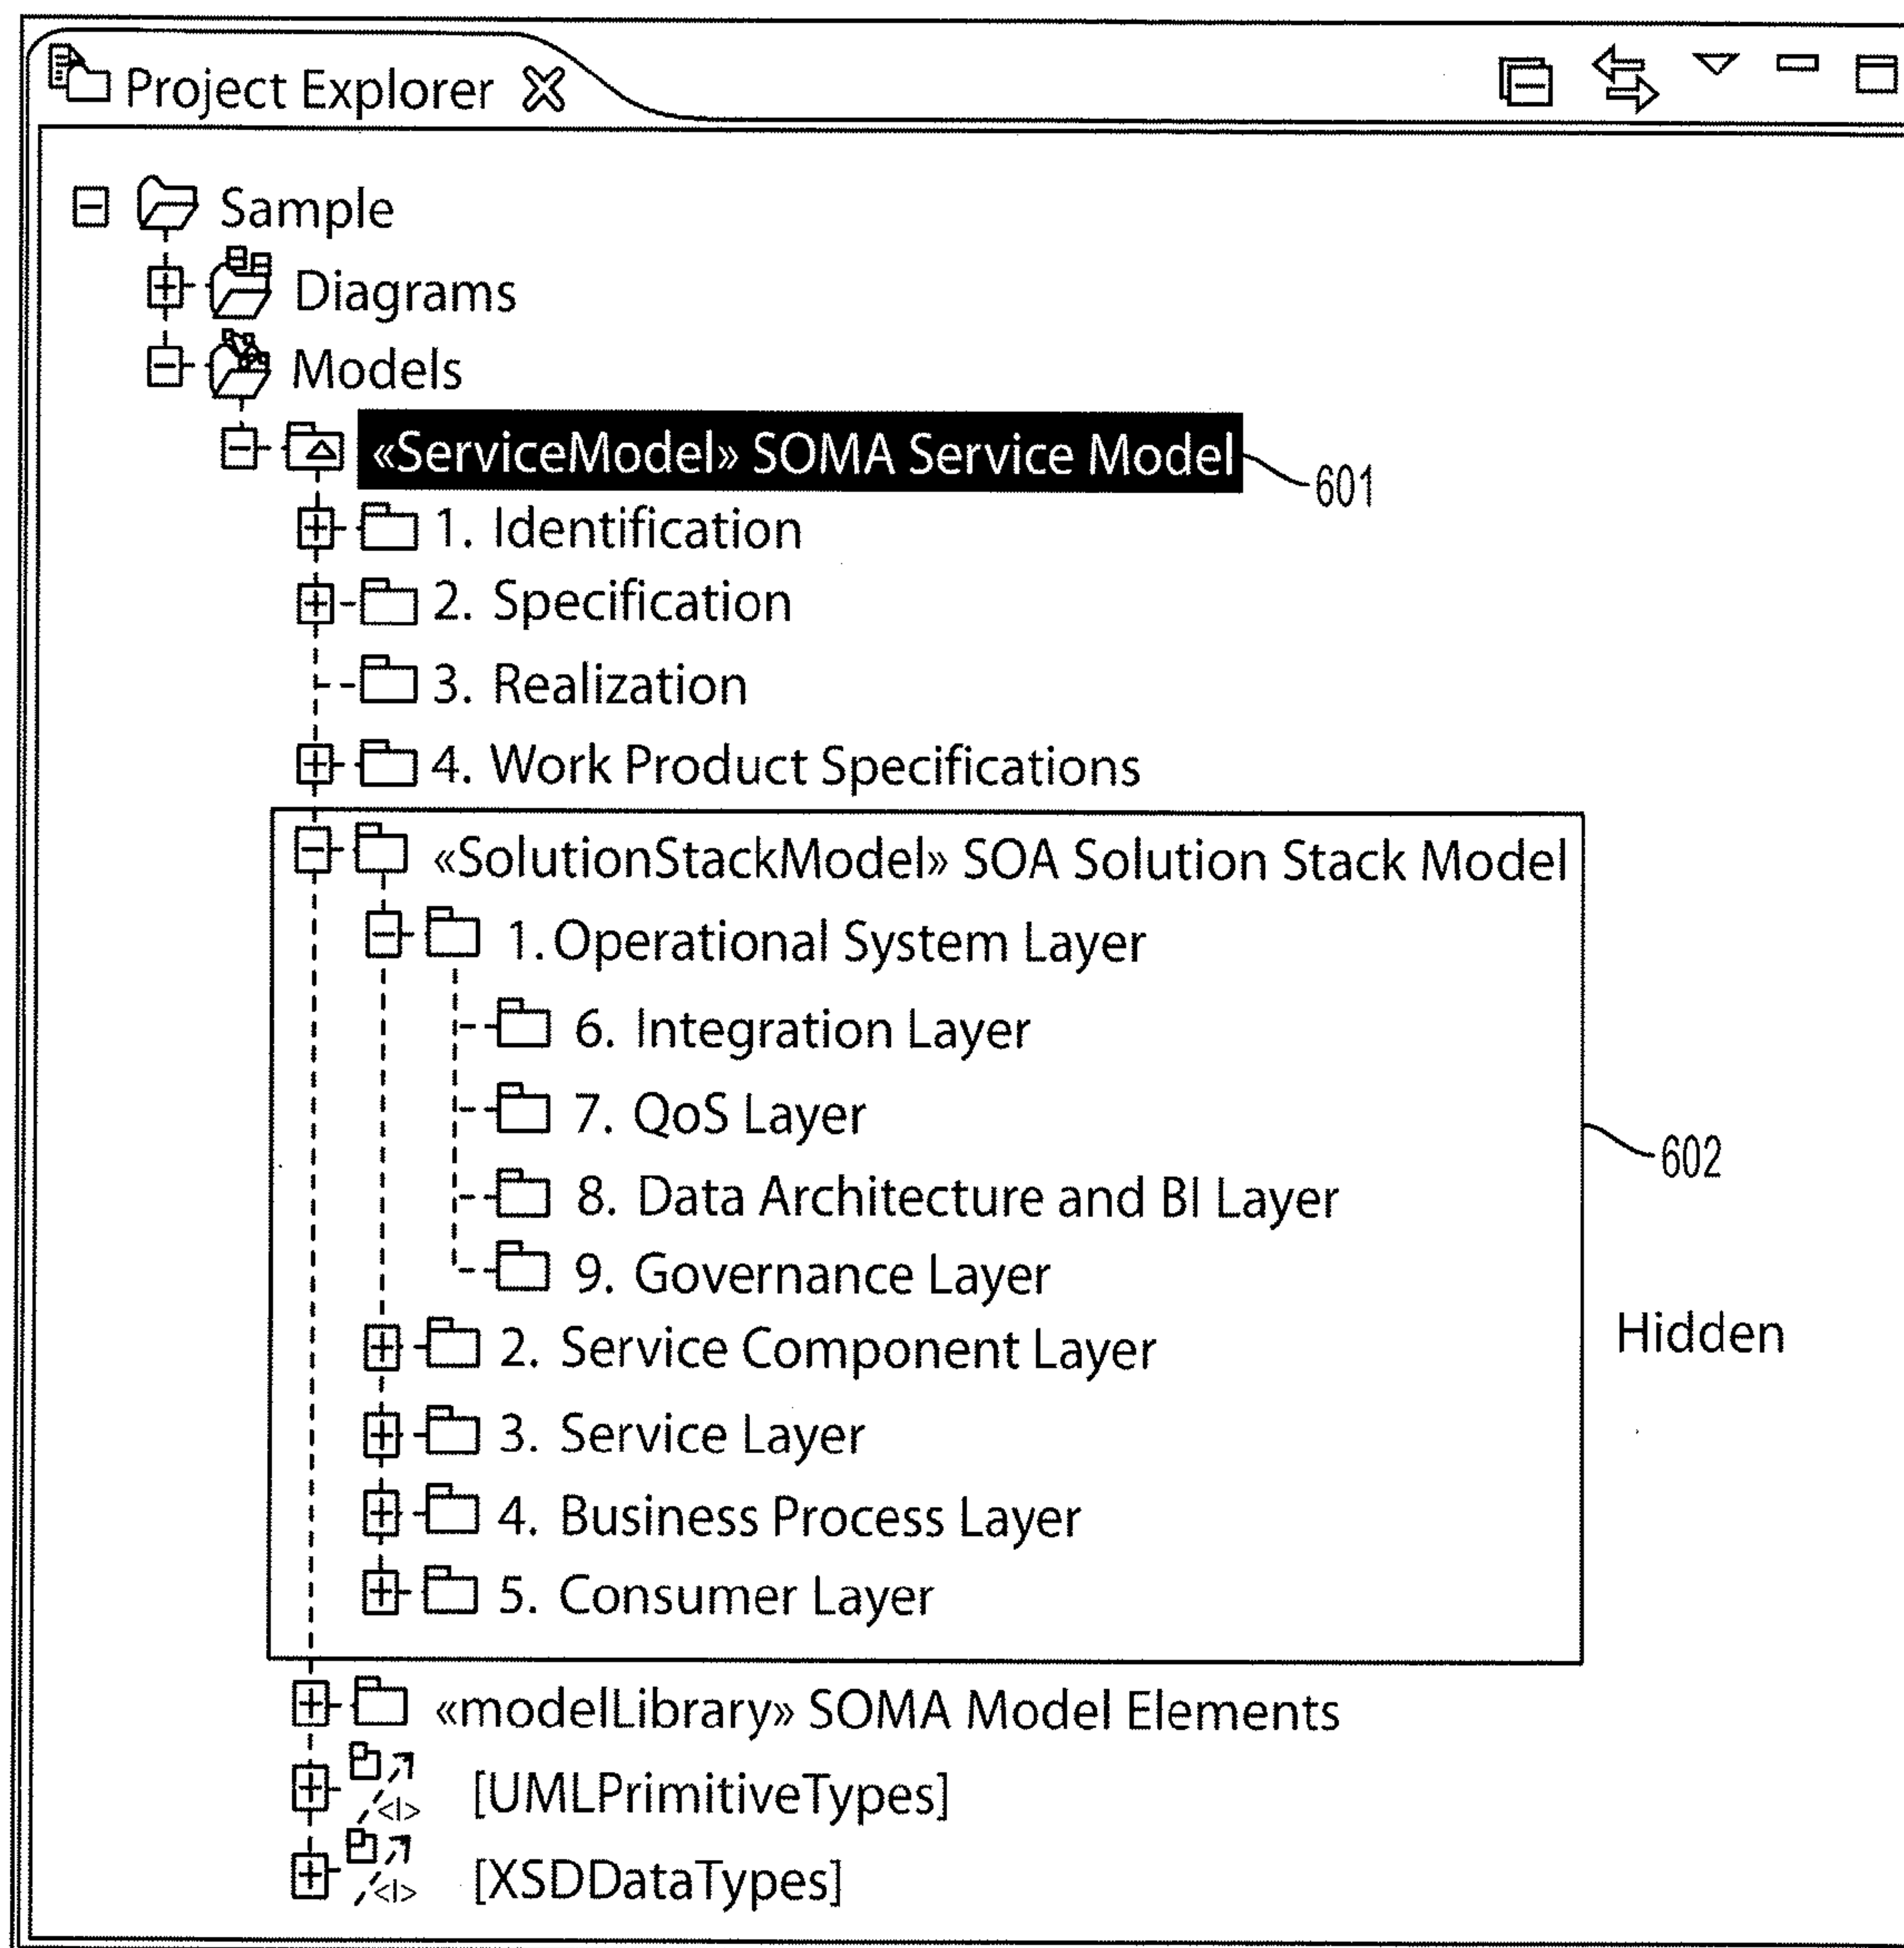 Project Explorer
Sample
Diagrams
Models
«ServiceModel» SOMA Service Model
601
1. Identification
2. Specification
3. Realization
4. Work Product Specifications
«SolutionStackModel» SOA Solution Stack Model
1. Operational System Layer
6. Integration Layer
7. QoS Layer
602
8. Data Architecture and BI Layer
9. Governance Layer
Hidden
2. Service Component Layer
3. Service Layer
4. Business Process Layer
5. Consumer Layer
«modelLibrary» SOMA Model Elements
[UMLPrimitiveTypes]
[XSDDataTypes]